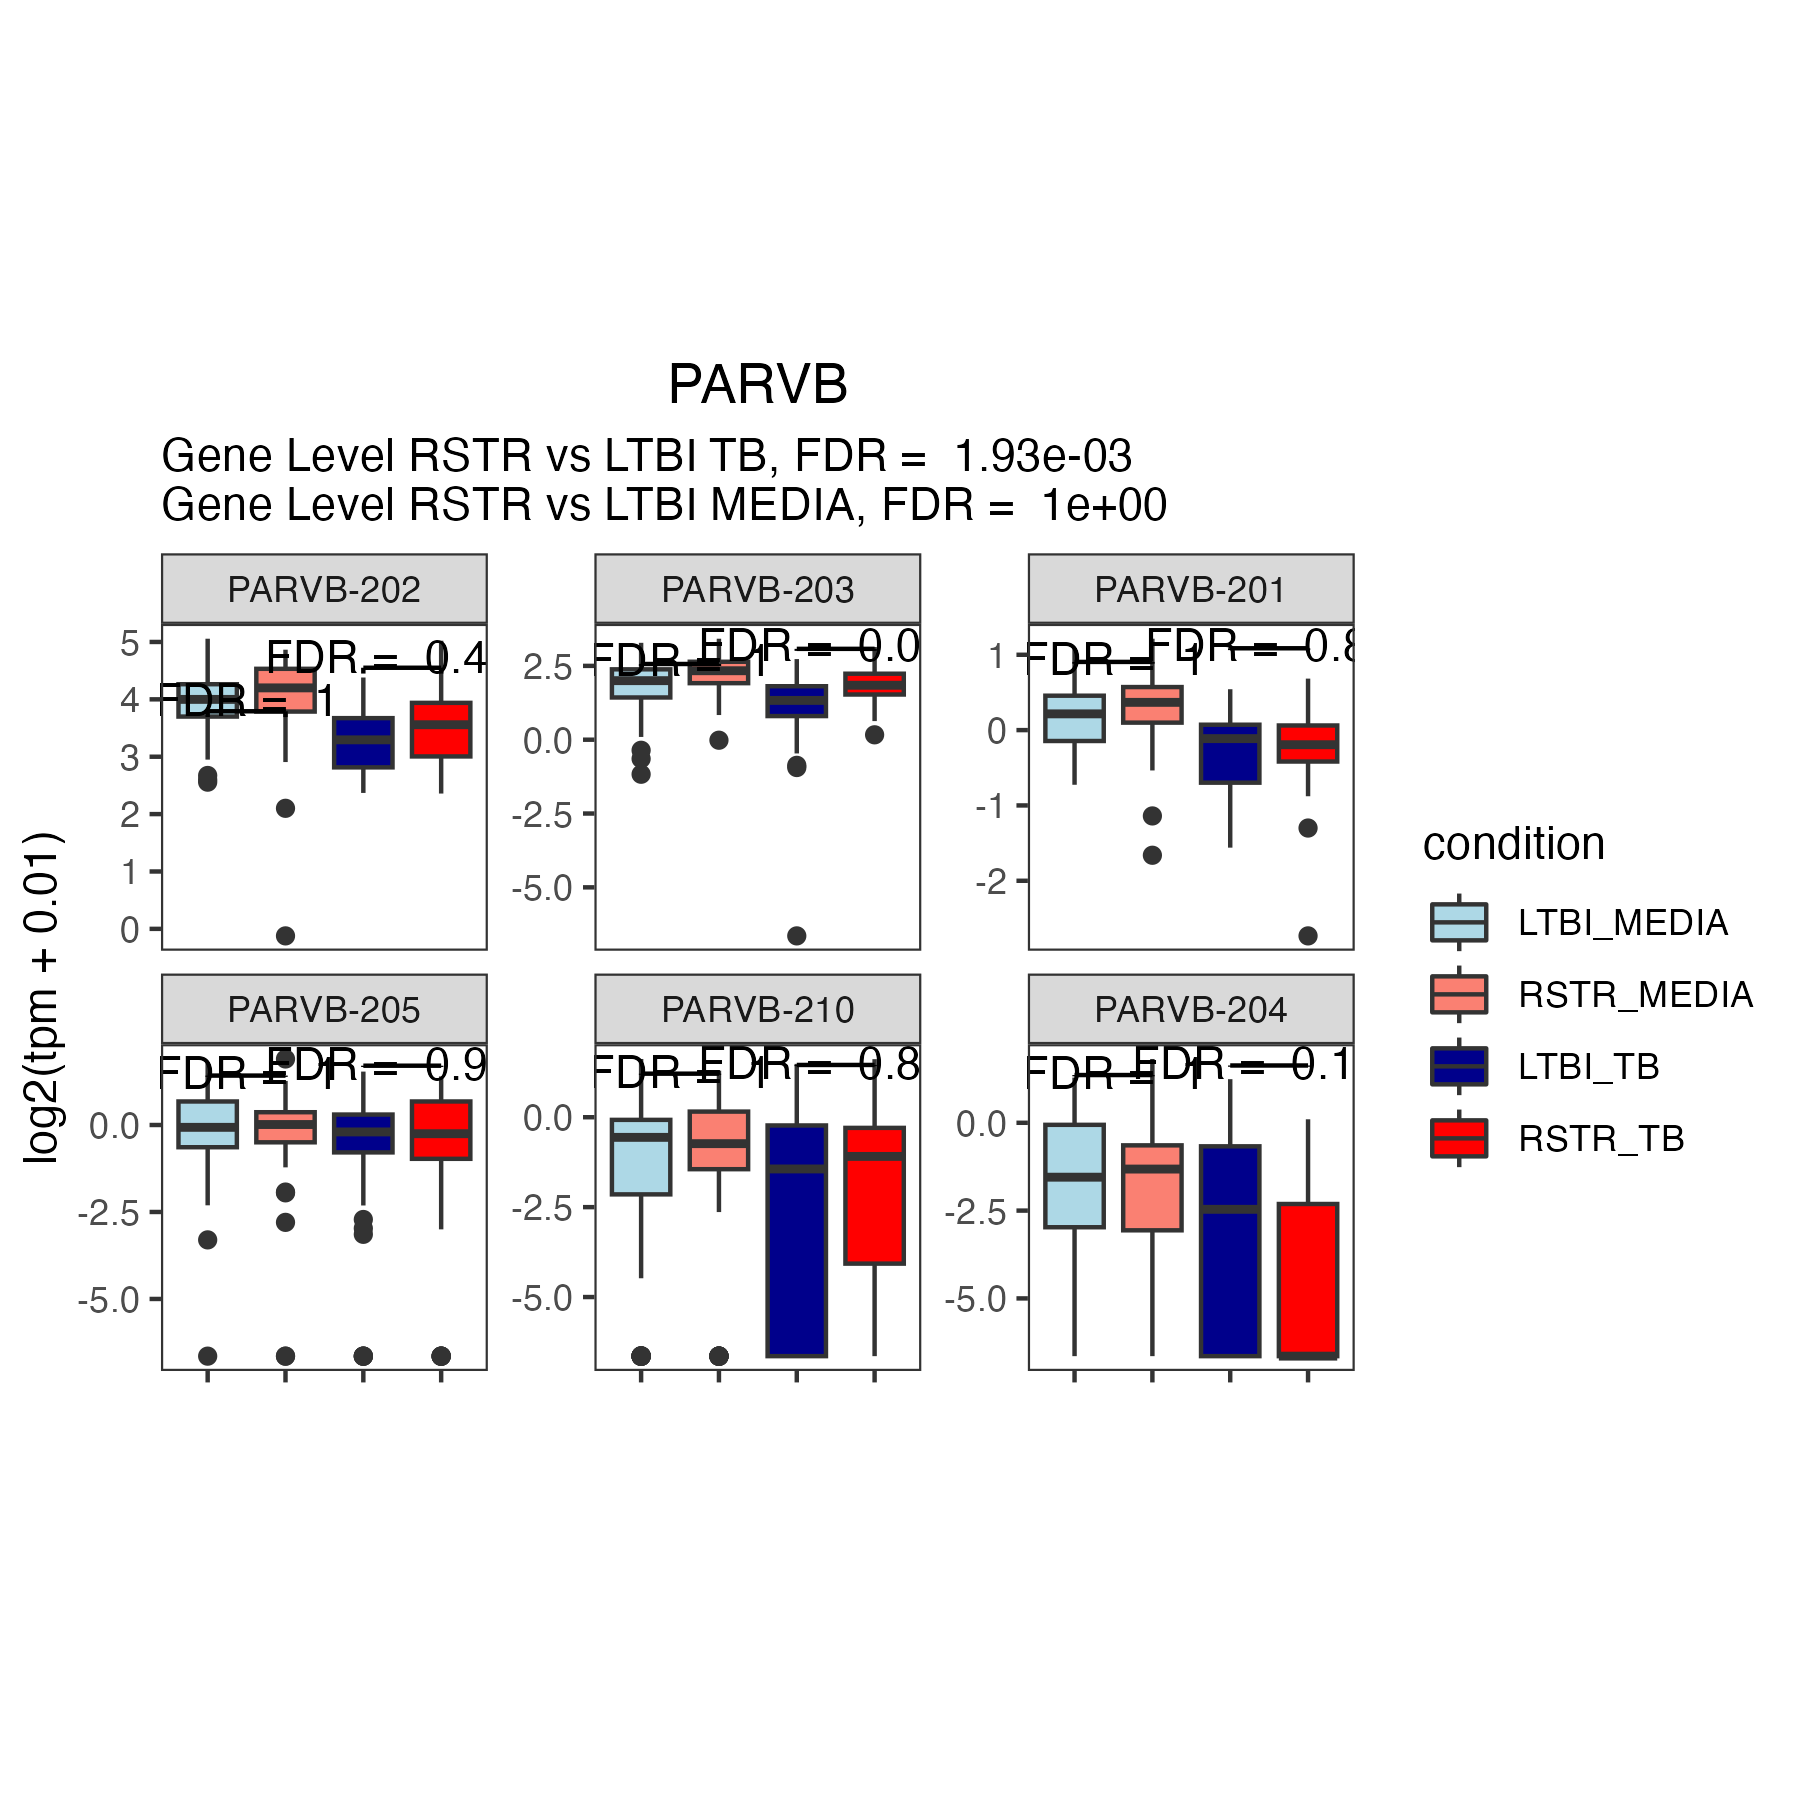 PARVB
Gene Level RSTR vs LTBI TB, FDR = 1.93e-03
Gene Level RSTR vs LTBI MEDIA, FDR = 1e+00
log2(tpm + 0.01)
PARVB-202
5
4
3
2
1
0
FDR = 0.4
FDR = 1
PARVB-203
2.5
0.0
-2.5
-5.0
FDR = 1
FDR = 0.0
PARVB-201
1
0
-1
-2
FDR = 1
FDR = 0.8
PARVB-205
0.0
-2.5
-5.0
FDR = 1
FDR = 0.9
PARVB-210
0.0
-2.5
-5.0
FDR = 1
FDR = 0.8
PARVB-204
0.0
-2.5
-5.0
FDR = 1
FDR = 0.1
condition
LTBI_MEDIA
RSTR_MEDIA
LTBI_TB
RSTR_TB